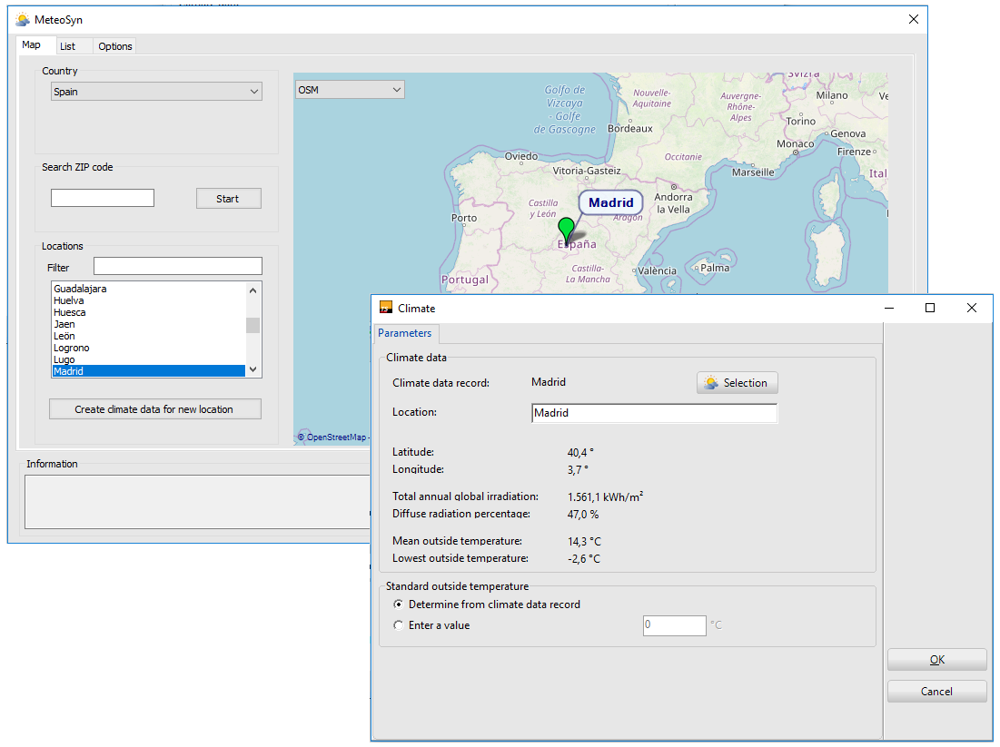 MeteoSyn
Map List Options
Country
Spain
Search ZIP code
Start
Locations
Filter
Guadalajara
Huelva
Huesca
Jaen
León
Logrono
Lugo
Madrid
Create climate data for new location
Information
OSM
Golfo de
Vizcaya
- Golfe
de Gascogne
Nouvelle-
Aquitaine
Auvergne-
Rhône-
Alpes
Svizra
Milano
Torino
Genova
Bordeaux
Monaco
Firenze
Occitanie
Marseille
Ital
Oviedo
Vitoria-Gasteiz
Andorra
la Vella
Castilla
y León
Madrid
Aragón
Porto
España
Castilla-
La Mancha
València
Palma
Portugal
© OpenStreetMap -
TS
Climate
Parameters
Climate data
Climate data record: Madrid Selection
Location: Madrid
Latitude: 40,4 °
Longitude: 3,7 °
Total annual global irradiation: 1.561,1 kWh/m²
Diffuse radiation percentage: 47,0 %
Mean outside temperature: 14,3 °C
Lowest outside temperature: -2,6 °C
Standard outside temperature
Determine from climate data record
Enter a value 0 °C
OK
Cancel